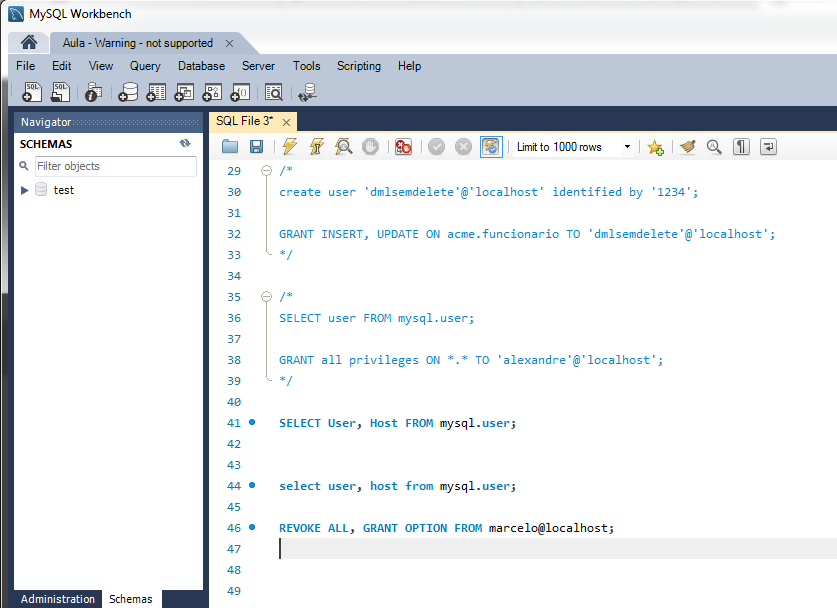 MySQL Workbench
Aula - Warning - not supported
File Edit View Query Database Server Tools Scripting Help
SQL SQL
Navigator
SQL File 3*
SCHEMAS
Limit to 1000 rows
Filter objects
test
29 /*
30 create user 'dmlsemdelete'@'localhost' identified by '1234';
31
32 GRANT INSERT, UPDATE ON acme.funcionario TO 'dmlsemdelete'@'localhost';
33 */
34
35 /*
36 SELECT user FROM mysql.user;
37
38 GRANT all privileges ON *.* TO 'alexandre'@'localhost';
39 */
40
41 SELECT User, Host FROM mysql.user;
42
43
44 select user, host from mysql.user;
45
46 REVOKE ALL, GRANT OPTION FROM marcelo@localhost;
47
48
49
Administration Schemas